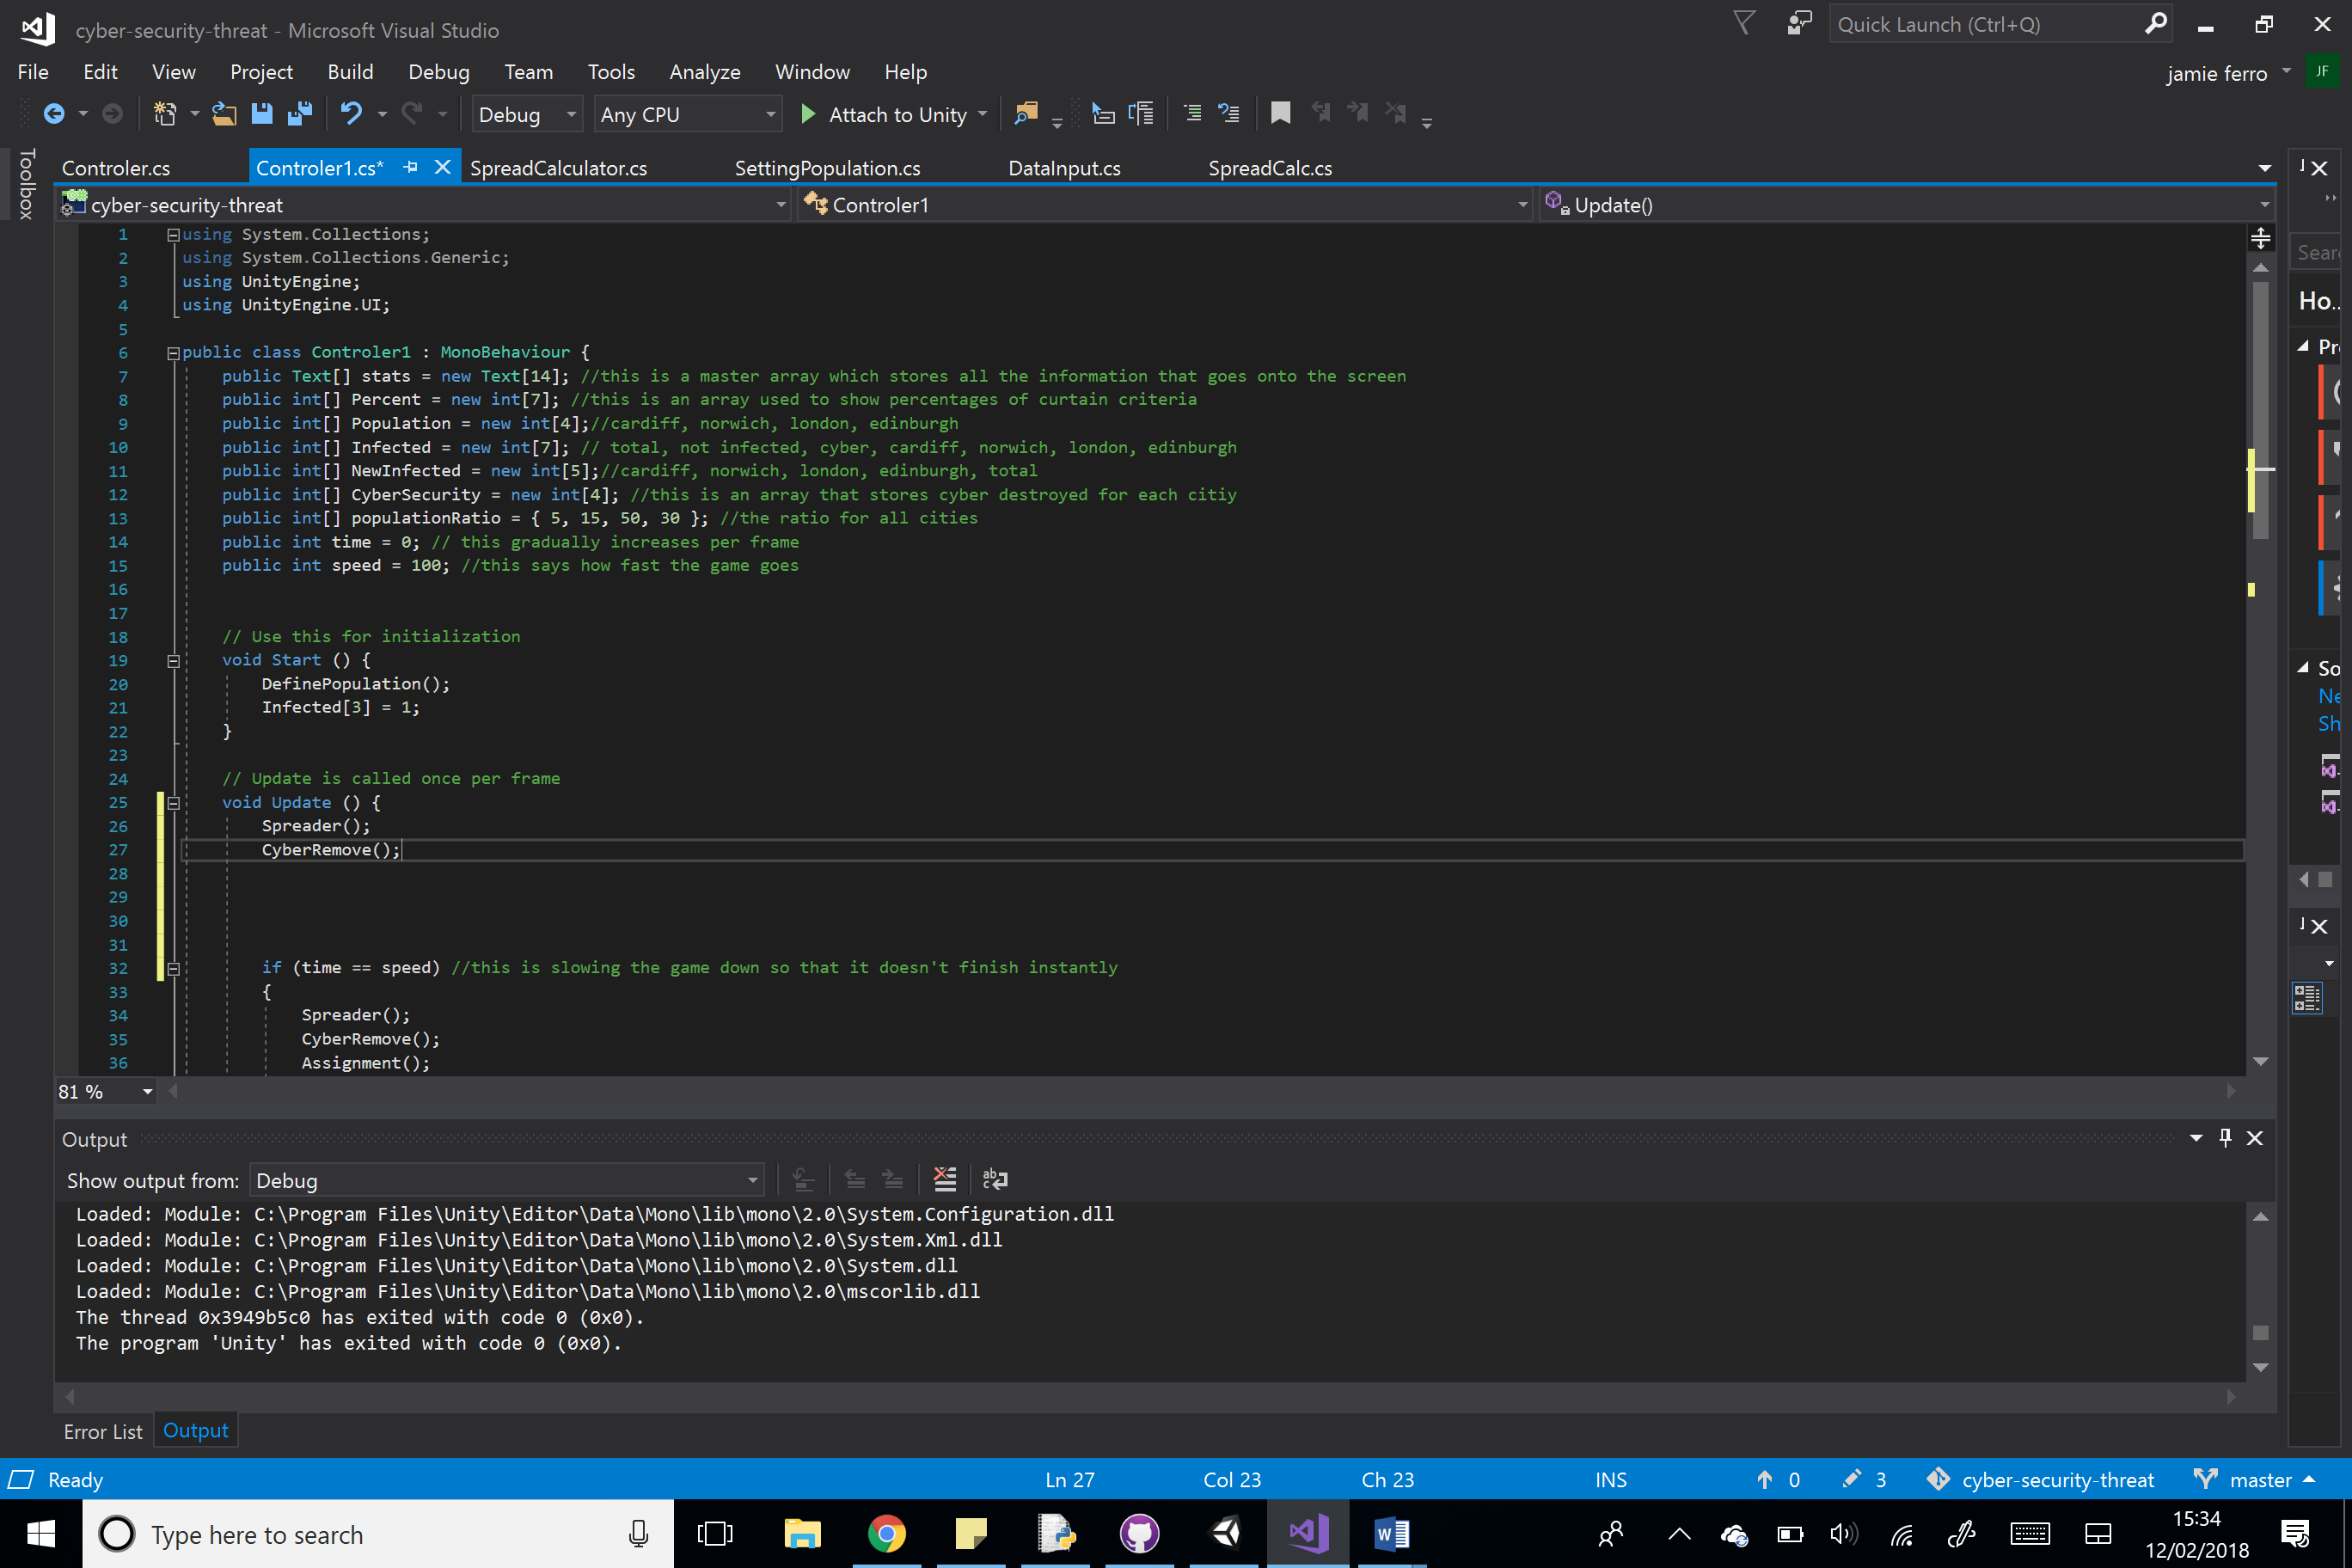 cyber-security-threat - Microsoft Visual Studio
Quick Launch (Ctrl+Q)
File Edit View Project Build Debug Team Tools Analyze Window Help
jamie ferro JF
Debug Any CPU Attach to Unity
Toolbox
Controler.cs Controler1.cs* SpreadCalculator.cs SettingPopulation.cs DataInput.cs SpreadCalc.cs
cyber-security-threat Controler1 Update()
1 using System.Collections;
2 using System.Collections.Generic;
3 using UnityEngine;
4 using UnityEngine.UI;
5
6 public class Controler1 : MonoBehaviour {
7 public Text[] stats = new Text[14]; //this is a master array which stores all the information that goes onto the screen
8 public int[] Percent = new int[7]; //this is an array used to show percentages of curtain criteria
9 public int[] Population = new int[4];//cardiff, norwich, london, edinburgh
10 public int[] Infected = new int[7]; // total, not infected, cyber, cardiff, norwich, london, edinburgh
11 public int[] NewInfected = new int[5];//cardiff, norwich, london, edinburgh, total
12 public int[] CyberSecurity = new int[4]; //this is an array that stores cyber destroyed for each citiy
13 public int[] populationRatio = { 5, 15, 50, 30 }; //the ratio for all cities
14 public int time = 0; // this gradually increases per frame
15 public int speed = 100; //this says how fast the game goes
16
17
18 // Use this for initialization
19 void Start () {
20 DefinePopulation();
21 Infected[3] = 1;
22 }
23
24 // Update is called once per frame
25 void Update () {
26 Spreader();
27 CyberRemove();
28
29
30
31
32 if (time == speed) //this is slowing the game down so that it doesn't finish instantly
33 {
34 Spreader();
35 CyberRemove();
36 Assignment();
81 %
Sear
Ho..
Pr
So
Ne
Sh
Output
Show output from: Debug
Loaded: Module: C:\Program Files\Unity\Editor\Data\Mono\lib\mono\2.0\System.Configuration.dll
Loaded: Module: C:\Program Files\Unity\Editor\Data\Mono\lib\mono\2.0\System.Xml.dll
Loaded: Module: C:\Program Files\Unity\Editor\Data\Mono\lib\mono\2.0\System.dll
Loaded: Module: C:\Program Files\Unity\Editor\Data\Mono\lib\mono\2.0\mscorlib.dll
The thread 0x3949b5c0 has exited with code 0 (0x0).
The program 'Unity' has exited with code 0 (0x0).
Error List Output
Ready Ln 27 Col 23 Ch 23 INS 0 3 cyber-security-threat master
Type here to search
15:34
12/02/2018